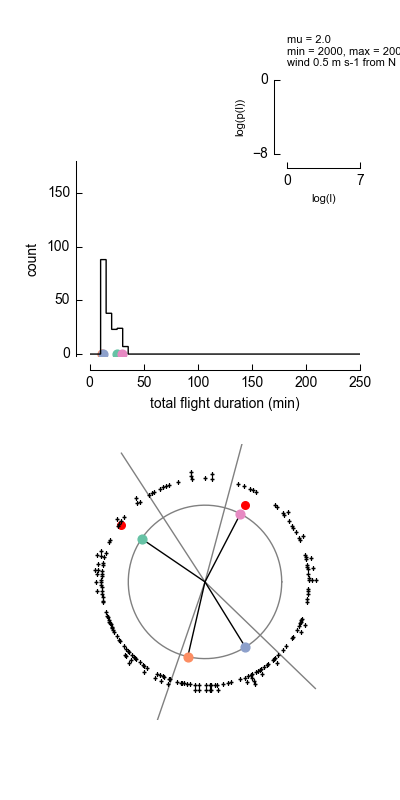 mu = 2.0
min = 2000, max = 200
wind 0.5 m s-1 from N
0
log(p(l))
−8
0 7
log(l)
150
100
50
0
count
0 50 100 150 200 250
total flight duration (min)